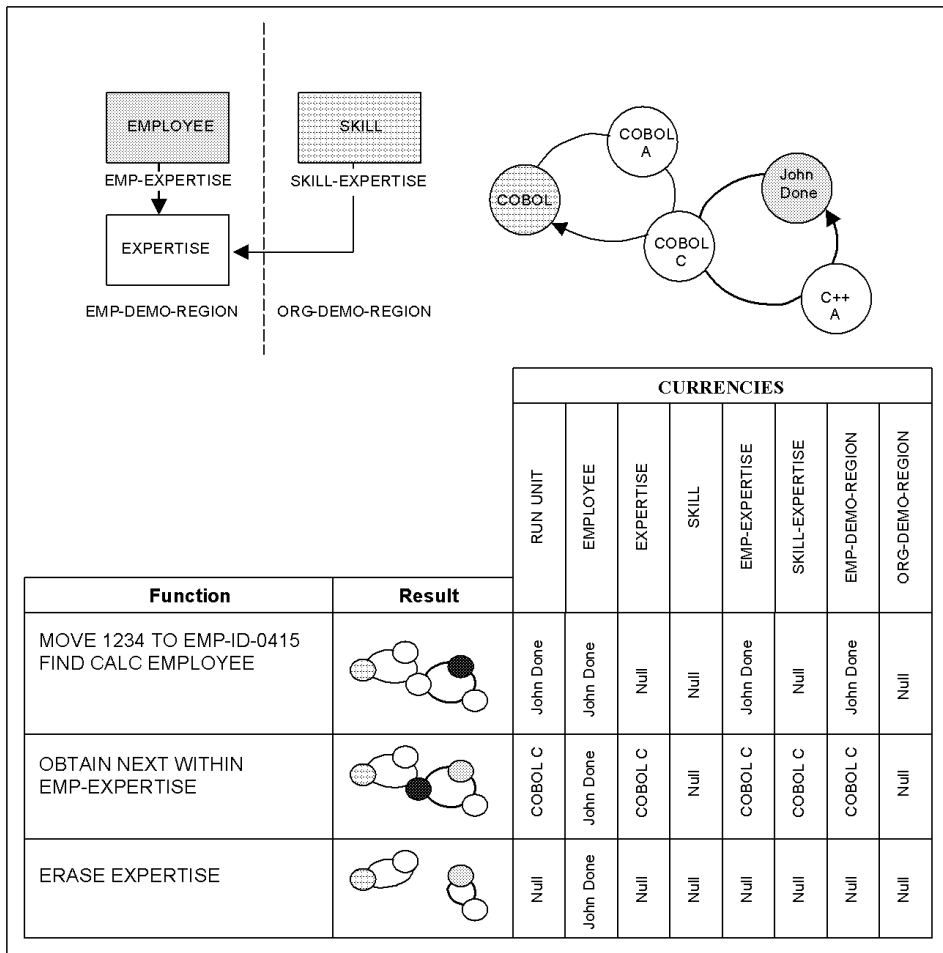 EMPLOYEE
SKILL
EMP-EXPERTISE
SKILL-EXPERTISE
EXPERTISE
EMP-DEMO-REGION
ORG-DEMO-REGION
COBOL
A
COBOL
COBOL
C
John
Done
C++
A
CURRENCIES
RUN UNIT
EMPLOYEE
EXPERTISE
SKILL
EMP-EXPERTISE
SKILL-EXPERTISE
EMP-DEMO-REGION
ORG-DEMO-REGION
Function
Result
MOVE 1234 TO EMP-ID-0415
FIND CALC EMPLOYEE
John Done
John Done
Null
Null
John Done
Null
John Done
Null
OBTAIN NEXT WITHIN
EMP-EXPERTISE
COBOL C
John Done
COBOL C
Null
COBOL C
COBOL C
COBOL C
Null
ERASE EXPERTISE
Null
John Done
Null
Null
Null
Null
Null
Null